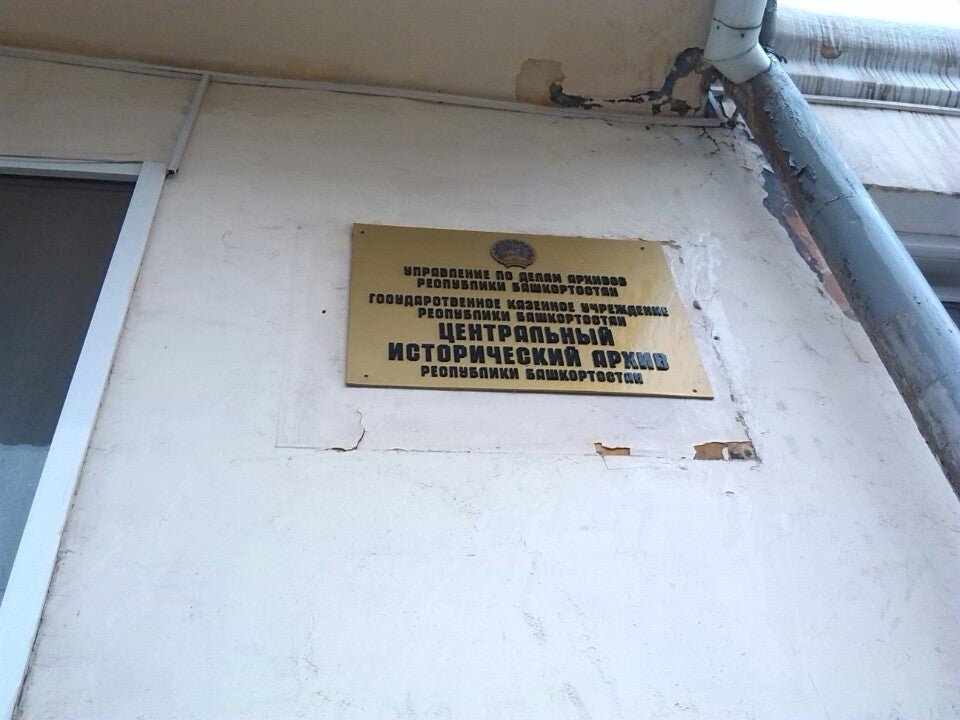 УПРАВЛЕНИЕ ПО ДЕЛАМ АРХИВОВ
РЕСПУБЛИКИ БАШКОРТОСТАН
ГОСУДАРСТВЕННОЕ КАЗЕННОЕ УЧРЕЖДЕНИЕ
РЕСПУБЛИКИ БАШКОРТОСТАН
ЦЕНТРАЛЬНЫЙ
ИСТОРИЧЕСКИЙ АРХИВ
РЕСПУБЛИКИ БАШКОРТОСТАН